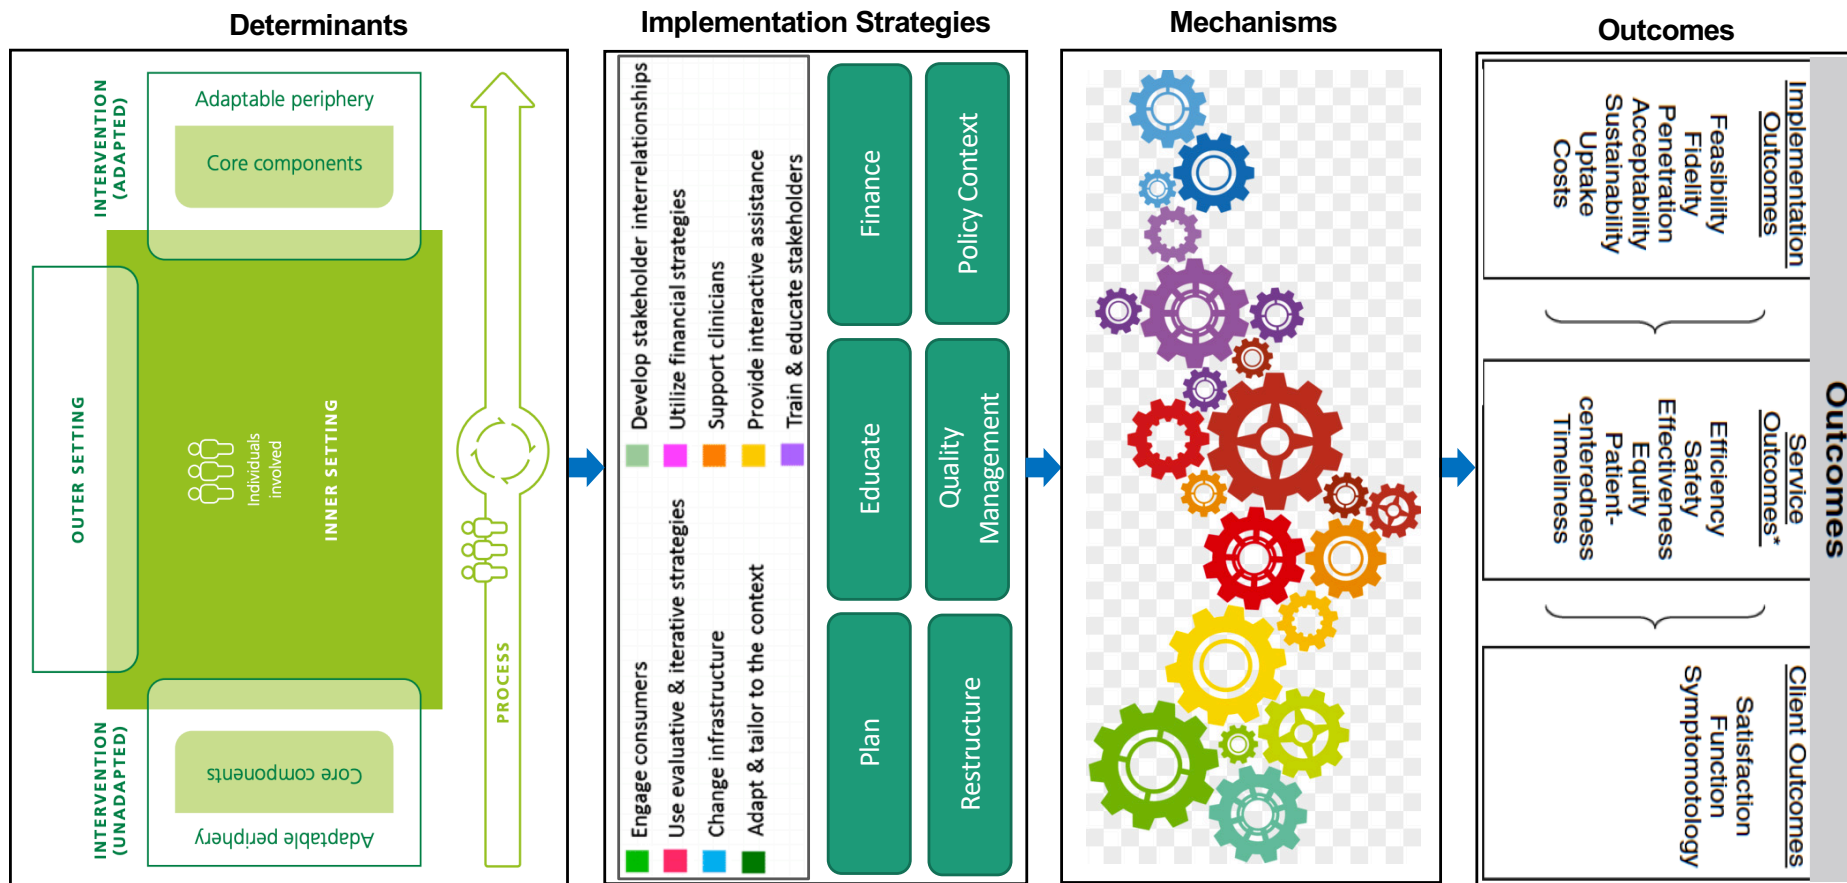 Determinants
Implementation Strategies
Mechanisms
Outcomes
INTERVENTION
(ADAPTED)
Adaptable periphery
Core components
OUTER SETTING
Individuals
involved
INNER SETTING
PROCESS
INTERVENTION
(UNADAPTED)
Core components
Adaptable periphery
Engage consumers
Use evaluative & iterative strategies
Change infrastructure
Adapt & tailor to the context
Develop stakeholder interrelationships
Utilize financial strategies
Support clinicians
Provide interactive assistance
Train & educate stakeholders
Finance
Policy Context
Educate
Quality
Management
Plan
Restructure
Implementation
Outcomes
Feasibility
Fidelity
Penetration
Acceptability
Sustainability
Uptake
Costs
Service
Outcomes*
Efficiency
Safety
Effectiveness
Equity
Patient-
centeredness
Timeliness
Client Outcomes
Satisfaction
Function
Symptomotology
Outcomes